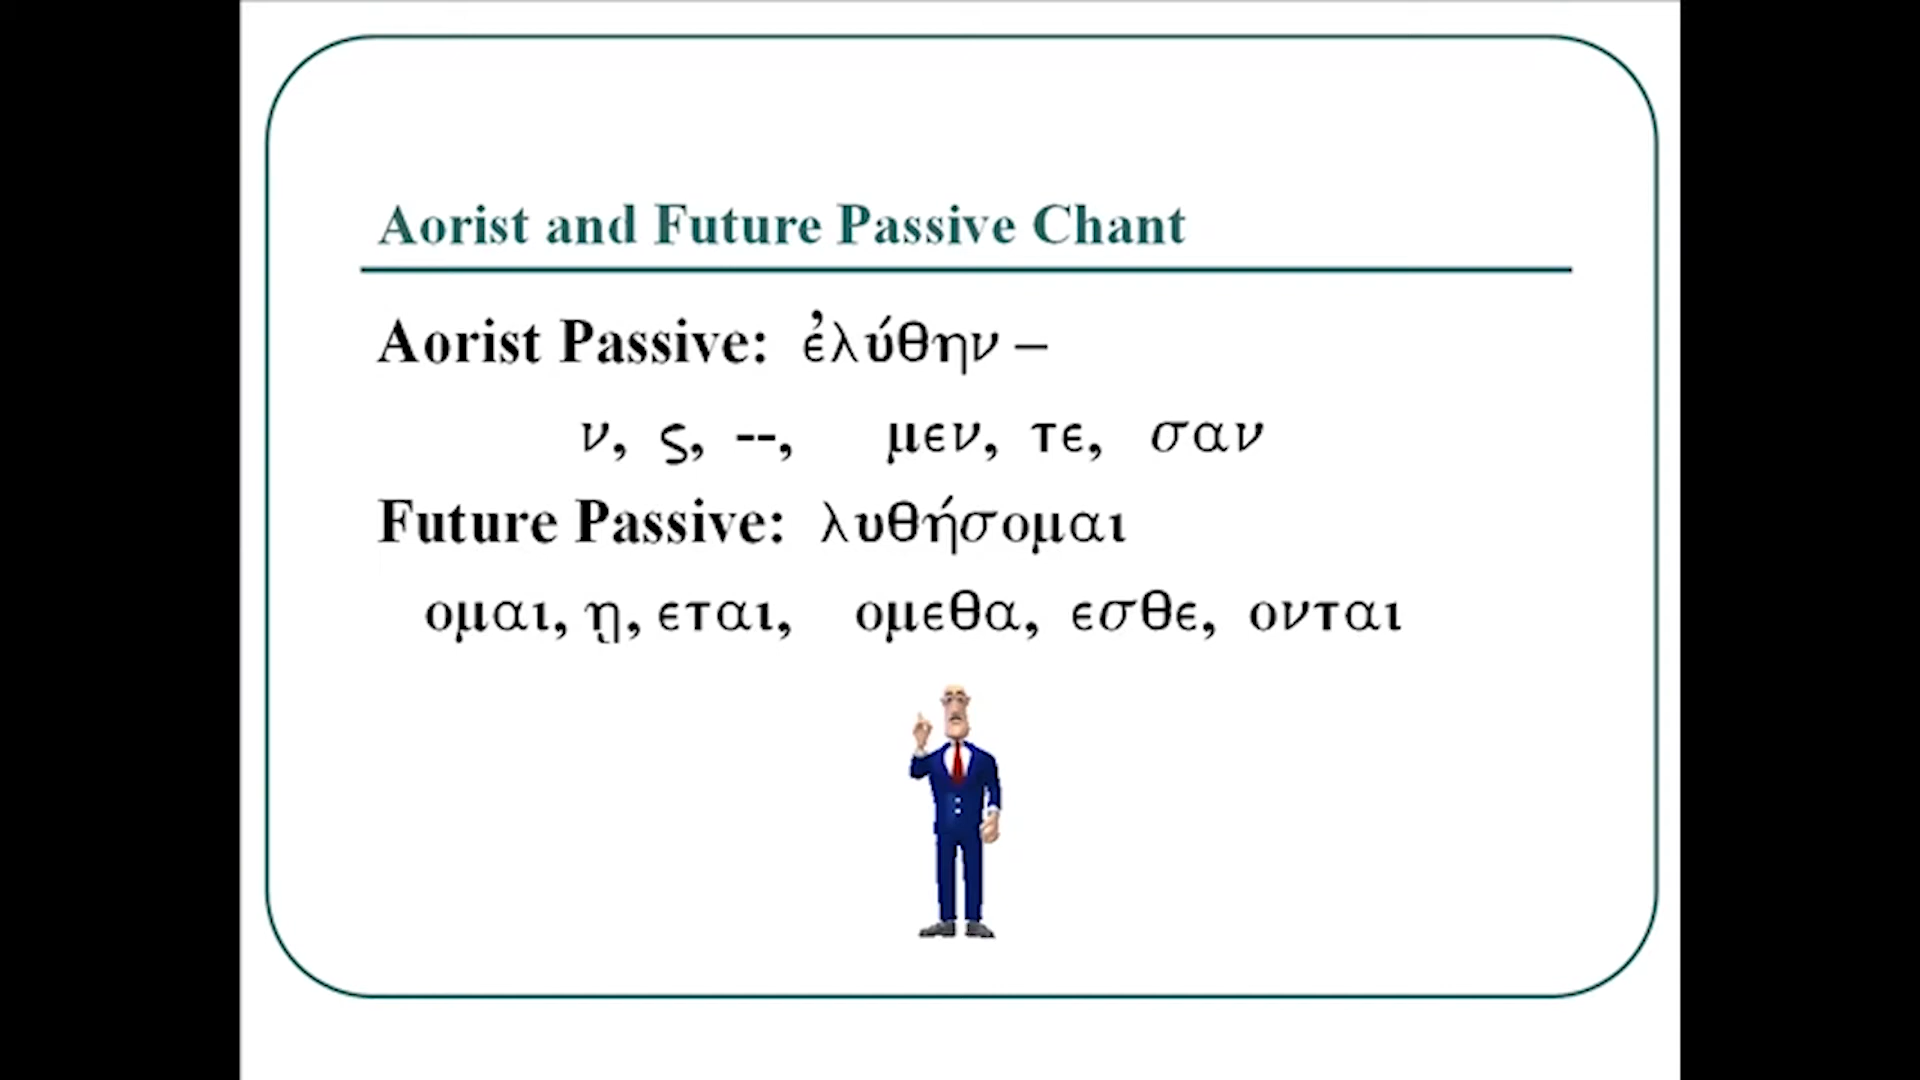 Aorist and Future Passive Chant
Aorist Passive: ἐλύθην –
ν, ς, --, μεν, τε, σαν
Future Passive: λυθήσομαι
ομαι, ῃ, εται, ομεθα, εσθε, ονται